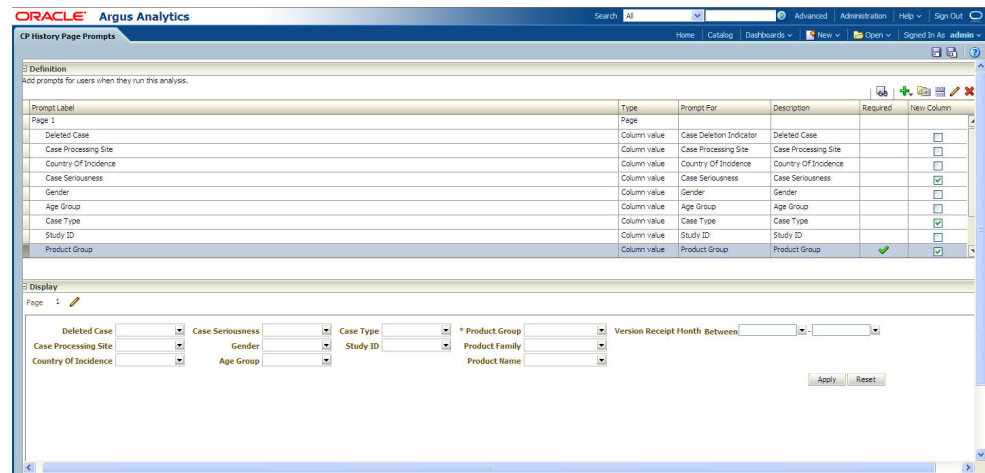 ORACLE Argus Analytics Search All Advanced Administration Help Sign Out
CP History Page Prompts Home Catalog Dashboards New Open Signed In As admin
Definition
Add prompts for users when they run this analysis.
Prompt Label Type Prompt For Description Required New Column
Page 1 Page
Deleted Case Column value Case Deletion Indicator Deleted Case
Case Processing Site Column value Case Processing Site Case Processing Site
Country Of Incidence Column value Country Of Incidence Country Of Incidence
Case Seriousness Column value Case Seriousness Case Seriousness
Gender Column value Gender Gender
Age Group Column value Age Group Age Group
Case Type Column value Case Type Case Type
Study ID Column value Study ID Study ID
Product Group Column value Product Group Product Group
Display
Page 1
Deleted Case Case Seriousness Case Type * Product Group Version Receipt Month Between -
Case Processing Site Gender Study ID Product Family
Country Of Incidence Age Group Product Name
Apply Reset